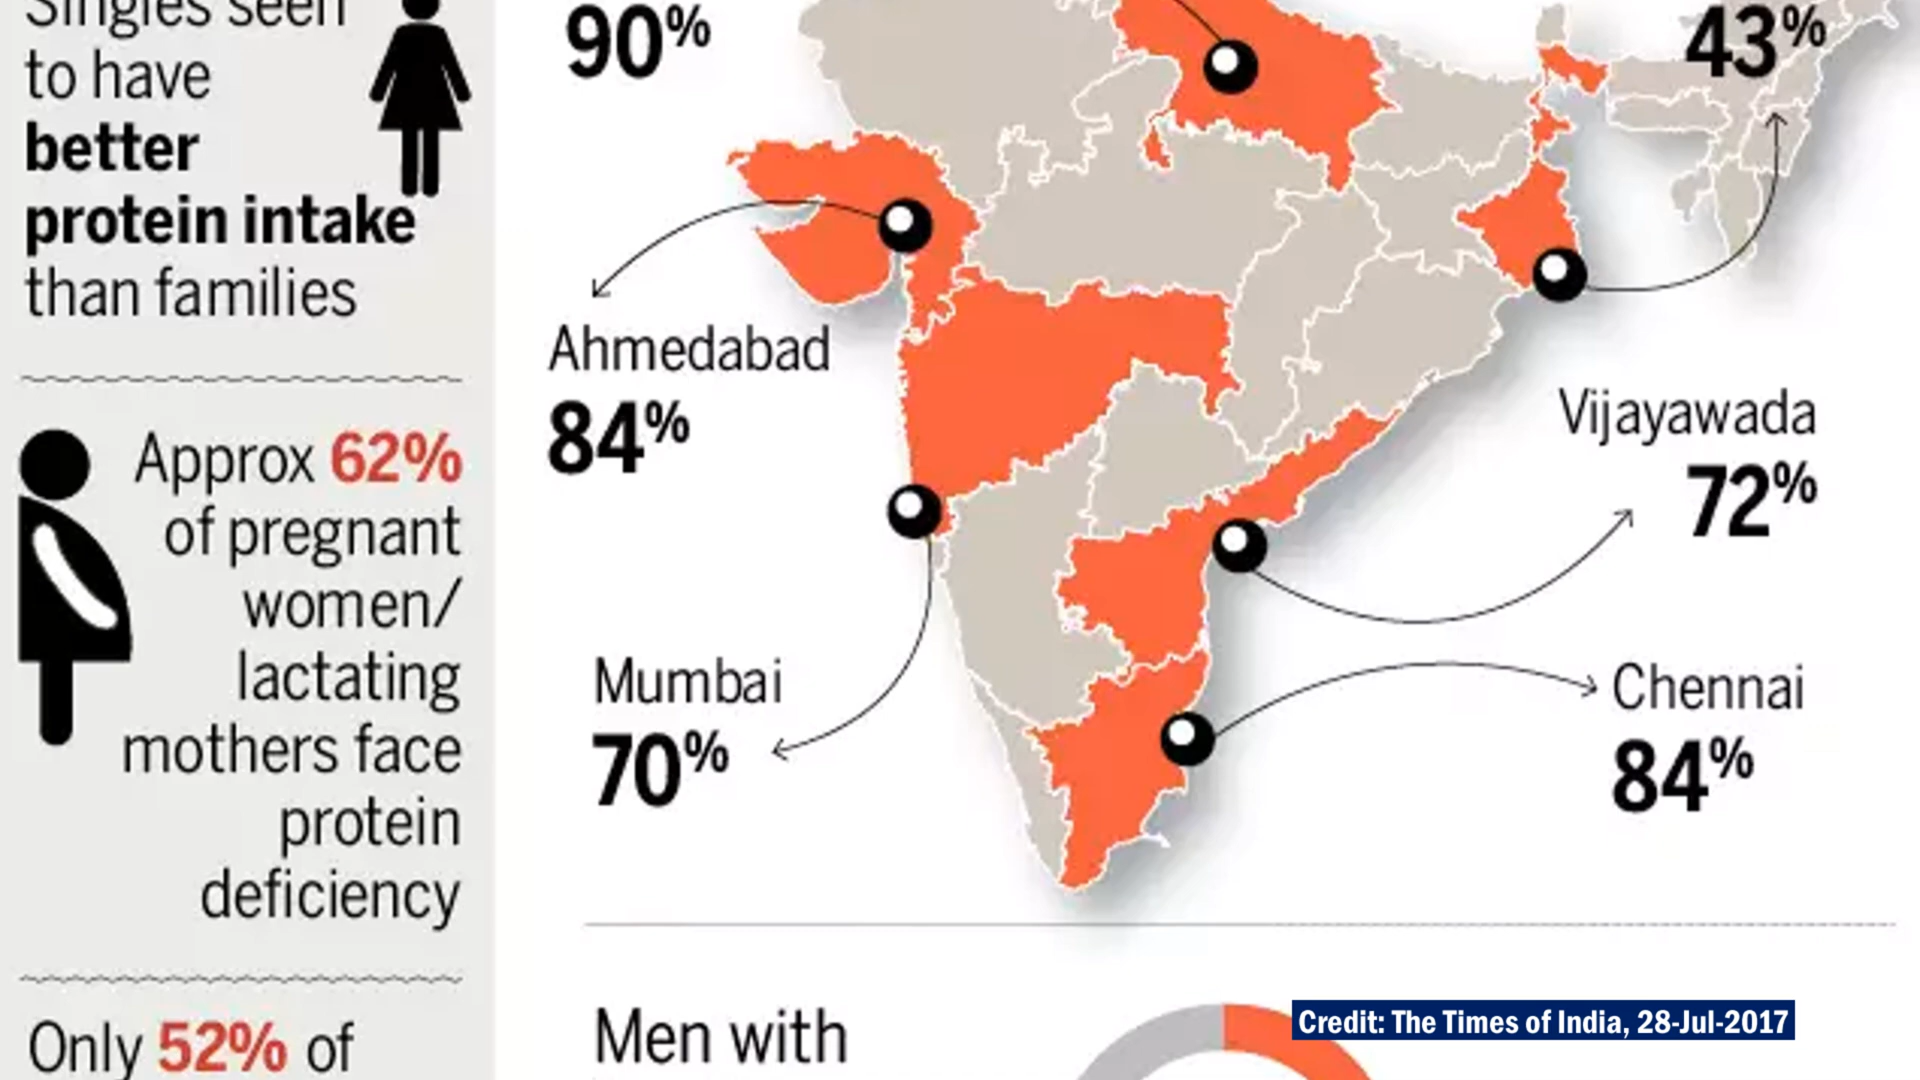 Singles seen
to have
better
protein intake
than families
Approx 62%
of pregnant
women/
lactating
mothers face
protein
deficiency
Only 52% of
90%
43%
Ahmedabad
84%
Vijayawada
72%
Mumbai
70%
Chennai
84%
Men with
Credit: The Times of India, 28-Jul-2017